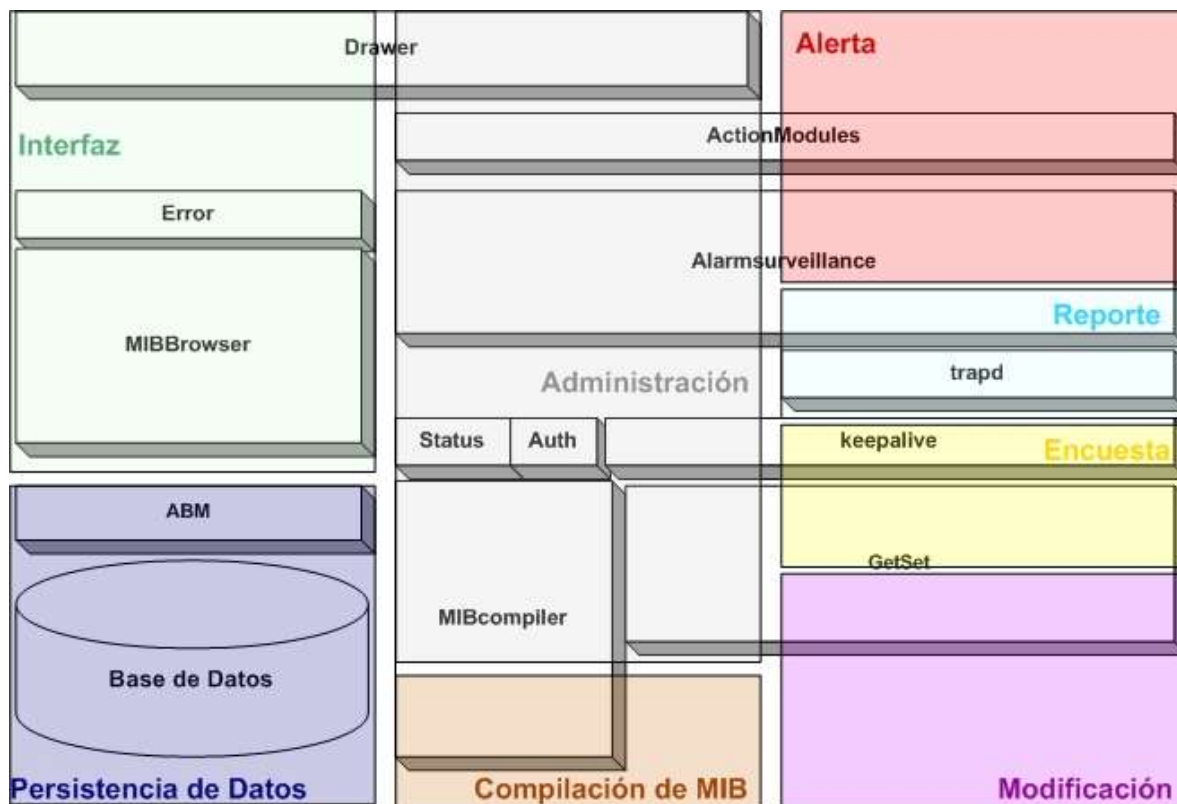 Drawer
Alerta
ActionModules
Interfaz
Error
Alarmsurveillance
Reporte
MIBBrowser
trapd
Administración
Status
Auth
keepalive
Encuesta
ABM
GetSet
MIBcompiler
Base de Datos
Persistencia de Datos
Compilación de MIB
Modificación